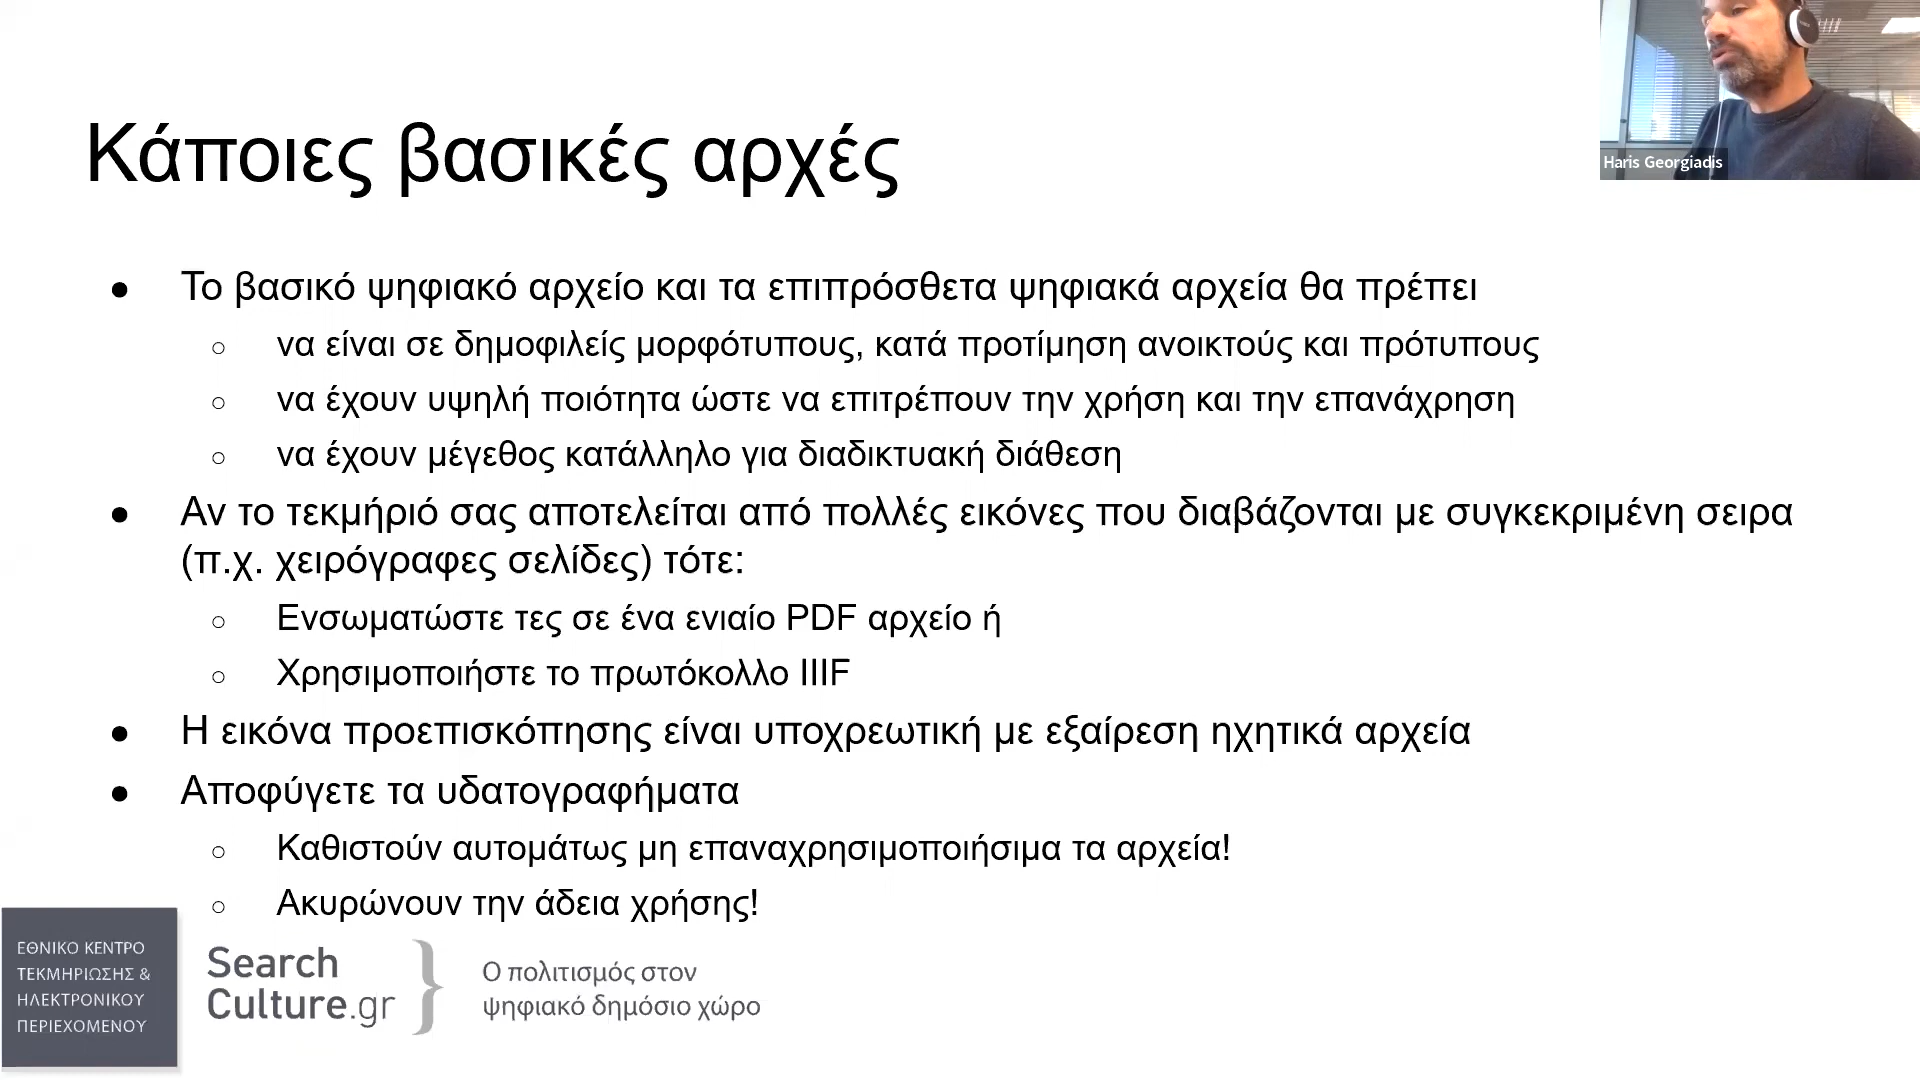 Haris Georgiadis
Κάποιες βασικές αρχές
● Το βασικό ψηφιακό αρχείο και τα επιπρόσθετα ψηφιακά αρχεία θα πρέπει
○ να είναι σε δημοφιλείς μορφότυπους, κατά προτίμηση ανοικτούς και πρότυπους
○ να έχουν υψηλή ποιότητα ώστε να επιτρέπουν την χρήση και την επανάχρηση
○ να έχουν μέγεθος κατάλληλο για διαδικτυακή διάθεση
● Αν το τεκμήριό σας αποτελείται από πολλές εικόνες που διαβάζονται με συγκεκριμένη σειρα
(π.χ. χειρόγραφες σελίδες) τότε:
○ Ενσωματώστε τες σε ένα ενιαίο PDF αρχείο ή
○ Χρησιμοποιήστε το πρωτόκολλο IIIF
● Η εικόνα προεπισκόπησης είναι υποχρεωτική με εξαίρεση ηχητικά αρχεία
● Αποφύγετε τα υδατογραφήματα
○ Καθιστούν αυτομάτως μη επαναχρησιμοποιήσιμα τα αρχεία!
○ Ακυρώνουν την άδεια χρήσης!
ΕΘΝΙΚΟ ΚΕΝΤΡΟ
ΤΕΚΜΗΡΙΩΣΗΣ &
ΗΛΕΚΤΡΟΝΙΚΟΥ
ΠΕΡΙΕΧΟΜΕΝΟΥ
Search
Culture.gr
Ο πολιτισμός στον
ψηφιακό δημόσιο χώρο